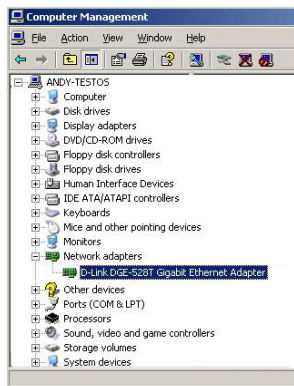 Computer Management
File Action View Window Help
ANDY-TESTOS
Computer
Disk drives
Display adapters
DVD/CD-ROM drives
Floppy disk controllers
Floppy disk drives
Human Interface Devices
IDE ATA/ATAPI controllers
Keyboards
Mice and other pointing devices
Monitors
Network adapters
D-Link DGE-528T Gigabit Ethernet Adapter
Other devices
Ports (COM & LPT)
Processors
Sound, video and game controllers
Storage volumes
System devices